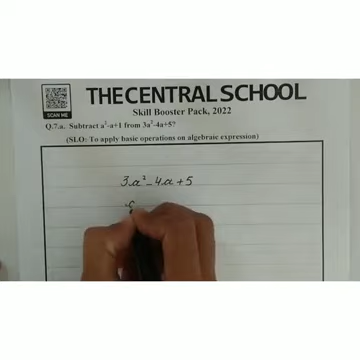 SCAN ME
THE CENTRAL SCHOOL
Skill Booster Pack, 2022
Q.7.a. Subtract a²-a+1 from 3a²-4a+5?
(SLO: To apply basic operations on algebraic expression)
3a² - 4a + 5